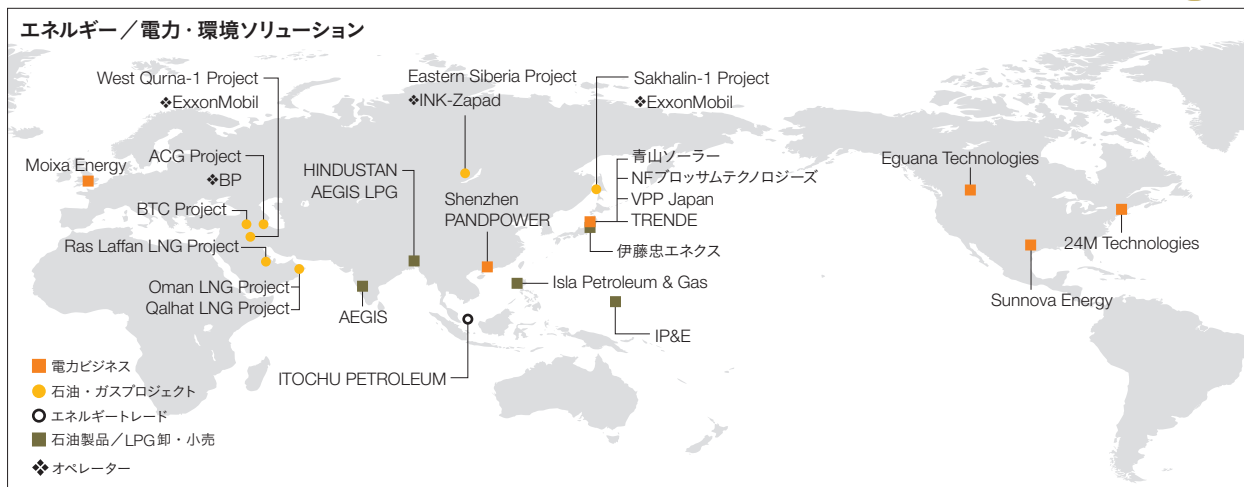 エネルギー／電力・環境ソリューション
West Qurna-1 Project
❖ExxonMobil
Eastern Siberia Project
❖INK-Zapad
Sakhalin-1 Project
❖ExxonMobil
Moixa Energy
ACG Project
❖BP
HINDUSTAN
AEGIS LPG
Shenzhen
PANDPOWER
青山ソーラー
NFブロッサムテクノロジーズ
VPP Japan
TRENDE
伊藤忠エネクス
Eguana Technologies
BTC Project
Ras Laffan LNG Project
24M Technologies
Oman LNG Project
Qalhat LNG Project
Isla Petroleum & Gas
Sunnova Energy
AEGIS
IP&E
ITOCHU PETROLEUM
電力ビジネス
石油・ガスプロジェクト
エネルギートレード
石油製品／LPG卸・小売
❖オペレーター